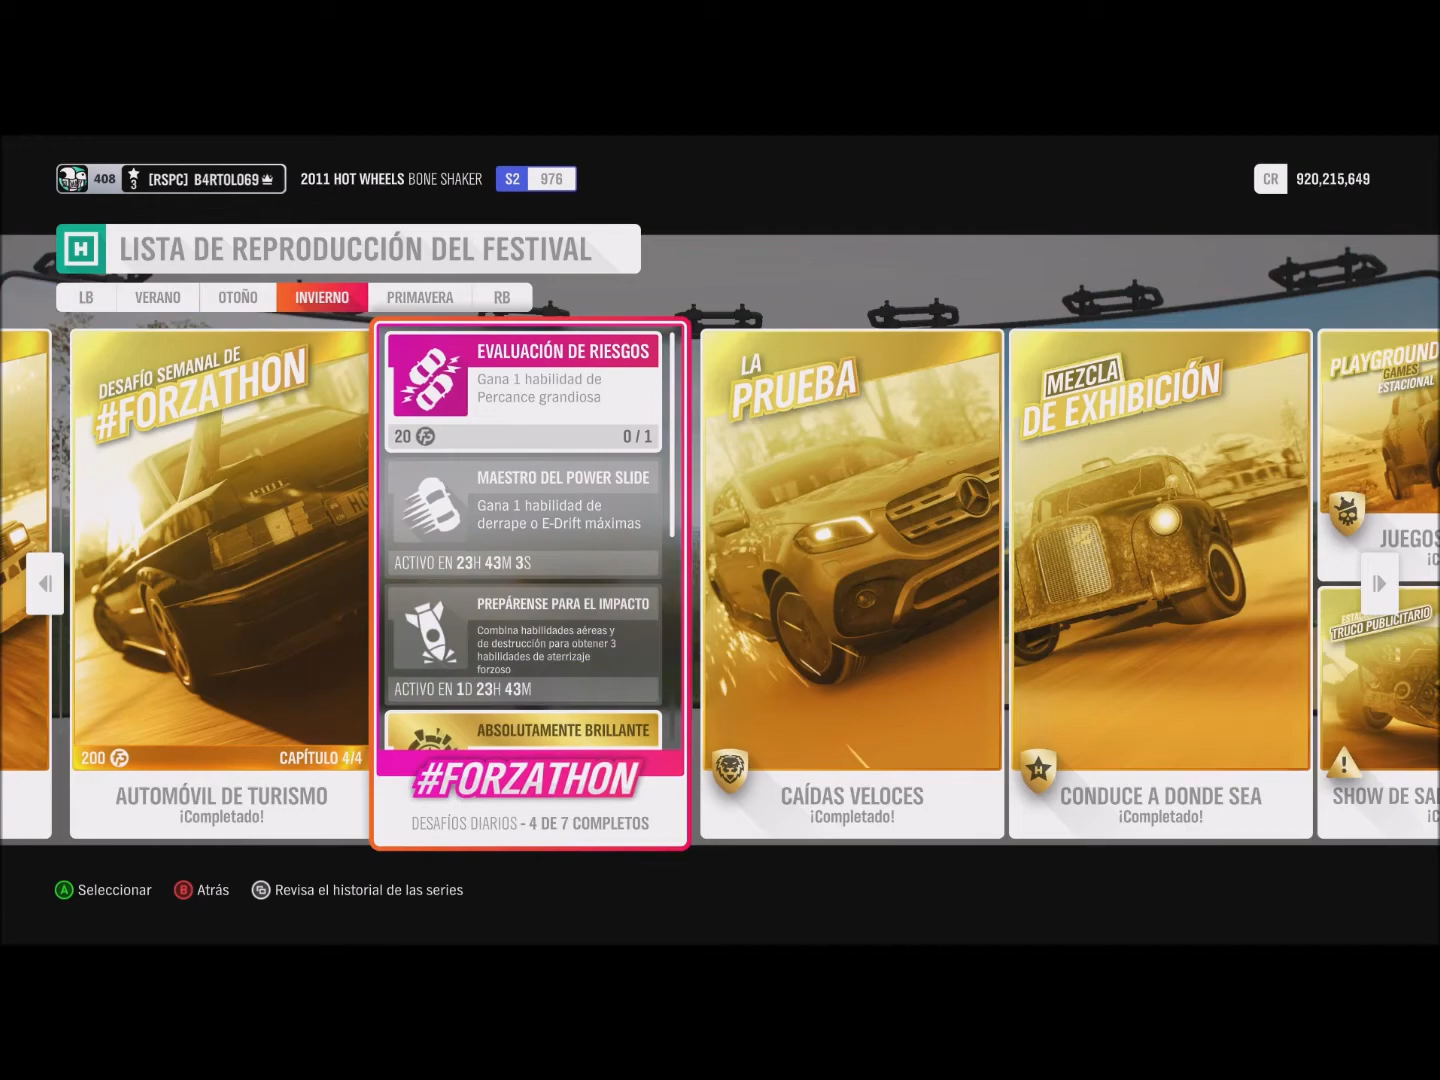 408 3 [RSPC] B4RTOLO69 2011 HOT WHEELS BONE SHAKER S2 976 CR 920,215,649
H LISTA DE REPRODUCCIÓN DEL FESTIVAL
LB VERANO OTOÑO INVIERNO PRIMAVERA RB
DESAFÍO SEMANAL DE
#FORZATHON
200 CAPÍTULO 4/4
AUTOMÓVIL DE TURISMO
¡Completado!
EVALUACIÓN DE RIESGOS
Gana 1 habilidad de
Percance grandiosa
20 0 / 1
MAESTRO DEL POWER SLIDE
Gana 1 habilidad de
derrape o E-Drift máximas
ACTIVO EN 23H 43M 3S
PREPÁRENSE PARA EL IMPACTO
Combina habilidades aéreas y
de destrucción para obtener 3
habilidades de aterrizaje
forzoso
ACTIVO EN 1D 23H 43M
ABSOLUTAMENTE BRILLANTE
#FORZATHON
DESAFÍOS DIARIOS - 4 DE 7 COMPLETOS
LA
PRUEBA
CAÍDAS VELOCES
¡Completado!
MEZCLA
DE EXHIBICIÓN
CONDUCE A DONDE SEA
¡Completado!
PLAYGROUND
GAMES
ESTACIONAL
JUEGOS
TRUCO PUBLICITARIO
SHOW DE SA
A Seleccionar B Atrás Revisa el historial de las series